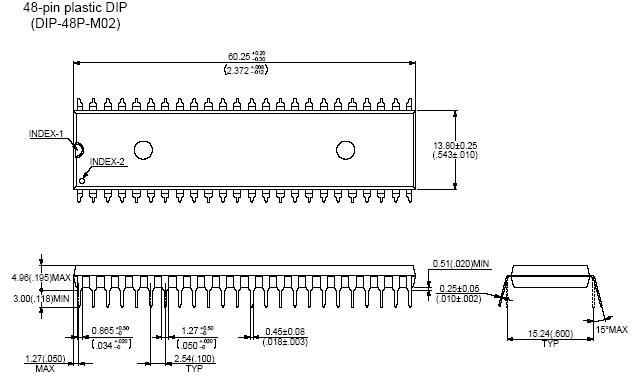 48-pin plastic DIP
(DIP-48P-M02)
60.25 +0.20 -0.30
(2.372 +.008 -.012)
INDEX-1
INDEX-2
13.80±0.25
(.543±.010)
4.96(.195)MAX
3.00(.118)MIN
0.51(.020)MIN
0.25±0.05
(.010±.002)
0.865 +0.50 -0
(.034 +.020 -0)
1.27 +0.50 -0
(.050 +.020 -0)
0.45±0.08
(.018±.003)
15.24(.600)
TYP
15°MAX
1.27(.050)
MAX
2.54(.100)
TYP